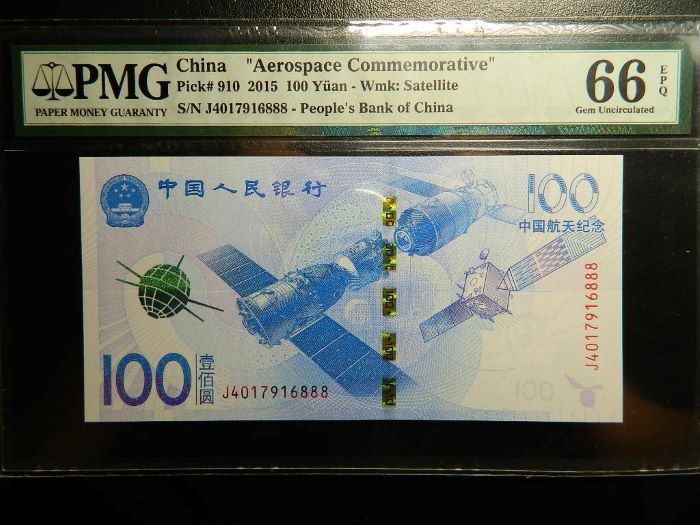 PMG
PAPER MONEY GUARANTY
China "Aerospace Commemorative"
Pick# 910 2015 100 Yüan - Wmk: Satellite
S/N J4017916888 - People's Bank of China
66 EPQ
Gem Uncirculated
中国人民银行
100
中国航天纪念
J4017916888
100 壹佰圆
J4017916888
100